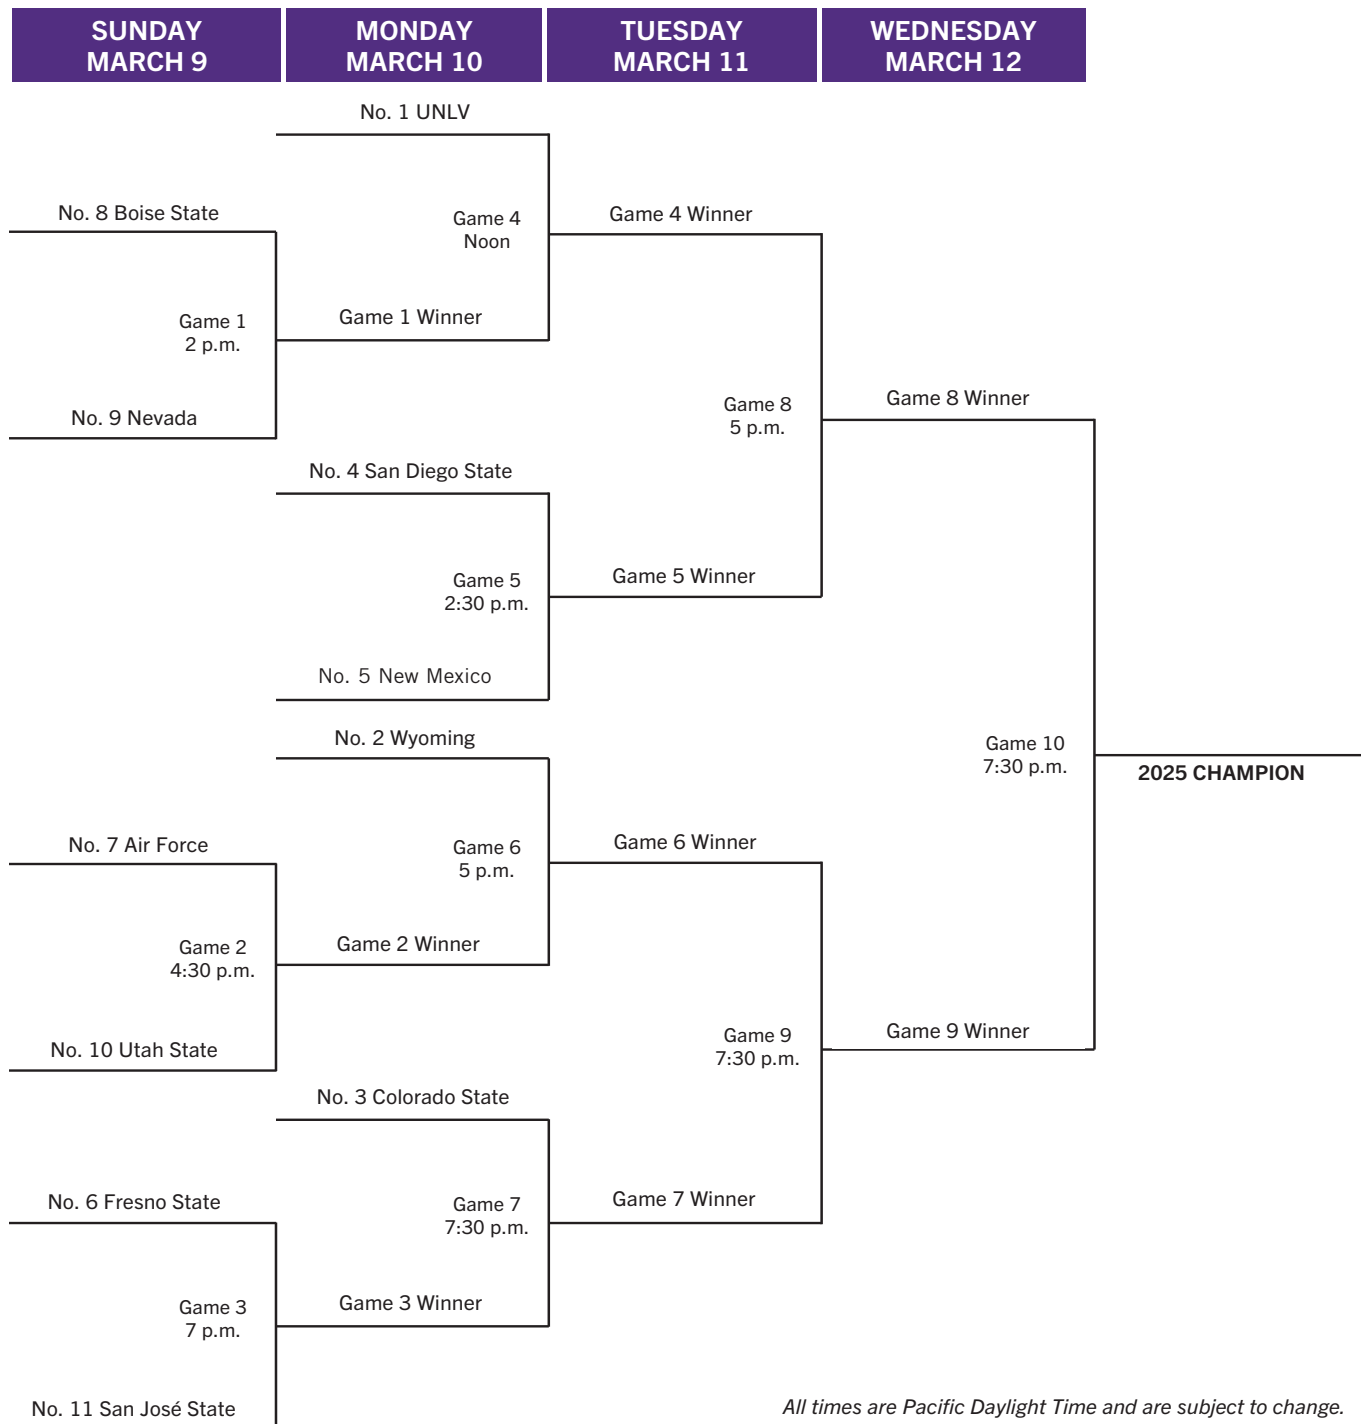 SUNDAY
MARCH 9
MONDAY
MARCH 10
TUESDAY
MARCH 11
WEDNESDAY
MARCH 12
No. 1 UNLV
No. 8 Boise State
Game 4
Noon
Game 4 Winner
Game 1
2 p.m.
Game 1 Winner
No. 9 Nevada
Game 8
5 p.m.
Game 8 Winner
No. 4 San Diego State
Game 5
2:30 p.m.
Game 5 Winner
No. 5 New Mexico
No. 2 Wyoming
Game 10
7:30 p.m.
2025 CHAMPION
No. 7 Air Force
Game 6
5 p.m.
Game 6 Winner
Game 2
4:30 p.m.
Game 2 Winner
No. 10 Utah State
Game 9
7:30 p.m.
Game 9 Winner
No. 3 Colorado State
No. 6 Fresno State
Game 7
7:30 p.m.
Game 7 Winner
Game 3
7 p.m.
Game 3 Winner
No. 11 San José State
All times are Pacific Daylight Time and are subject to change.